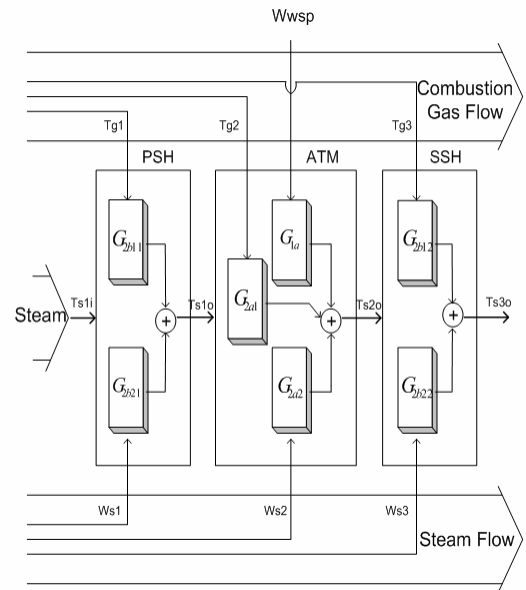 Wwsp
Combustion
Gas Flow
Tg1
Tg2
Tg3
PSH
ATM
SSH
G2b11
G1a
G2b12
G2a1
Steam
Ts1i
Ts1o
Ts2o
Ts3o
+
+
+
G2b21
G2a2
G2b22
Ws1
Ws2
Ws3
Steam Flow